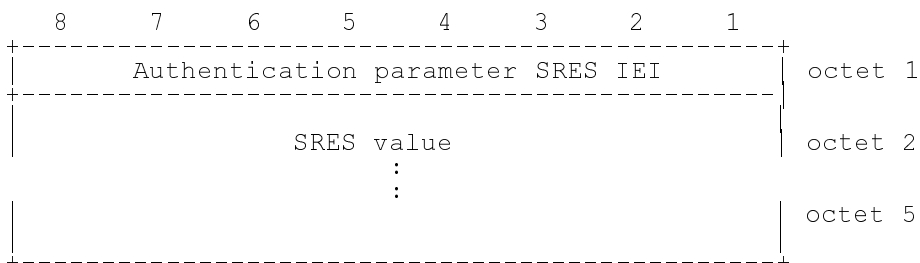 8 7 6 5 4 3 2 1
Authentication parameter SRES IEI octet 1
SRES value octet 2
:
:
octet 5